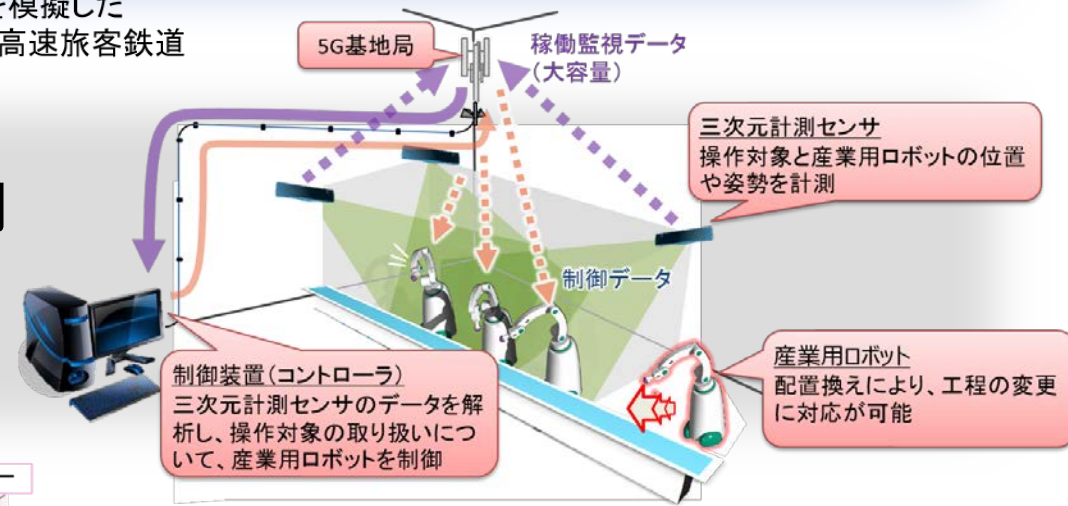 を模擬した
高速旅客鉄道
5G基地局
稼働監視データ
（大容量）
三次元計測センサ
操作対象と産業用ロボットの位置
や姿勢を計測
制御データ
産業用ロボット
配置換えにより、工程の変更
に対応が可能
制御装置（コントローラ）
三次元計測センサのデータを解
析し、操作対象の取り扱いにつ
いて、産業用ロボットを制御
ー